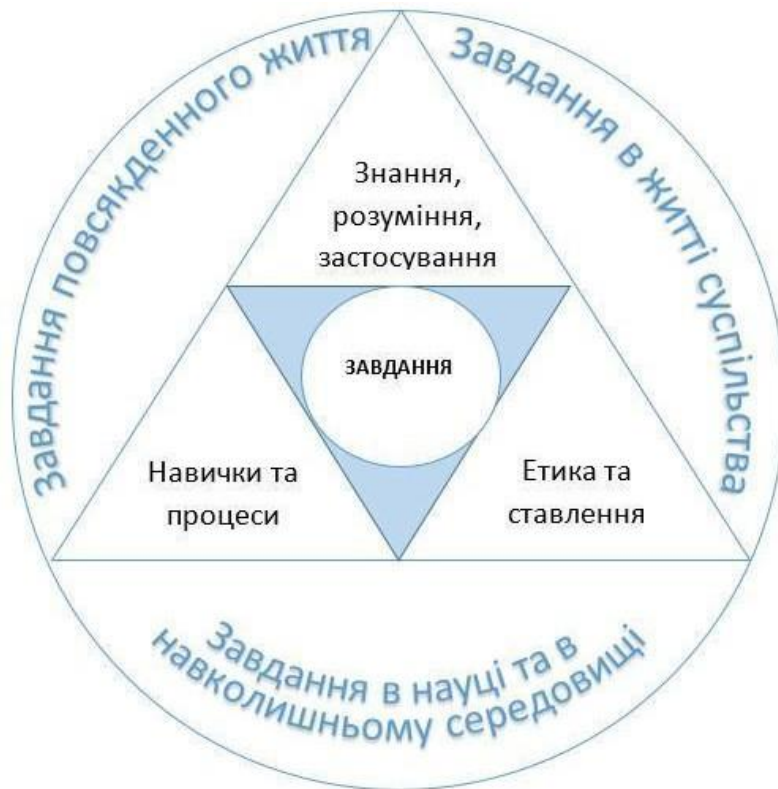 Завдання повсякденного життя
Завдання в житті суспільства
Знання,
розуміння,
застосування
ЗАВДАННЯ
Навички та
процеси
Етика та
ставлення
Завдання в науці та в
навколишньому середовищі